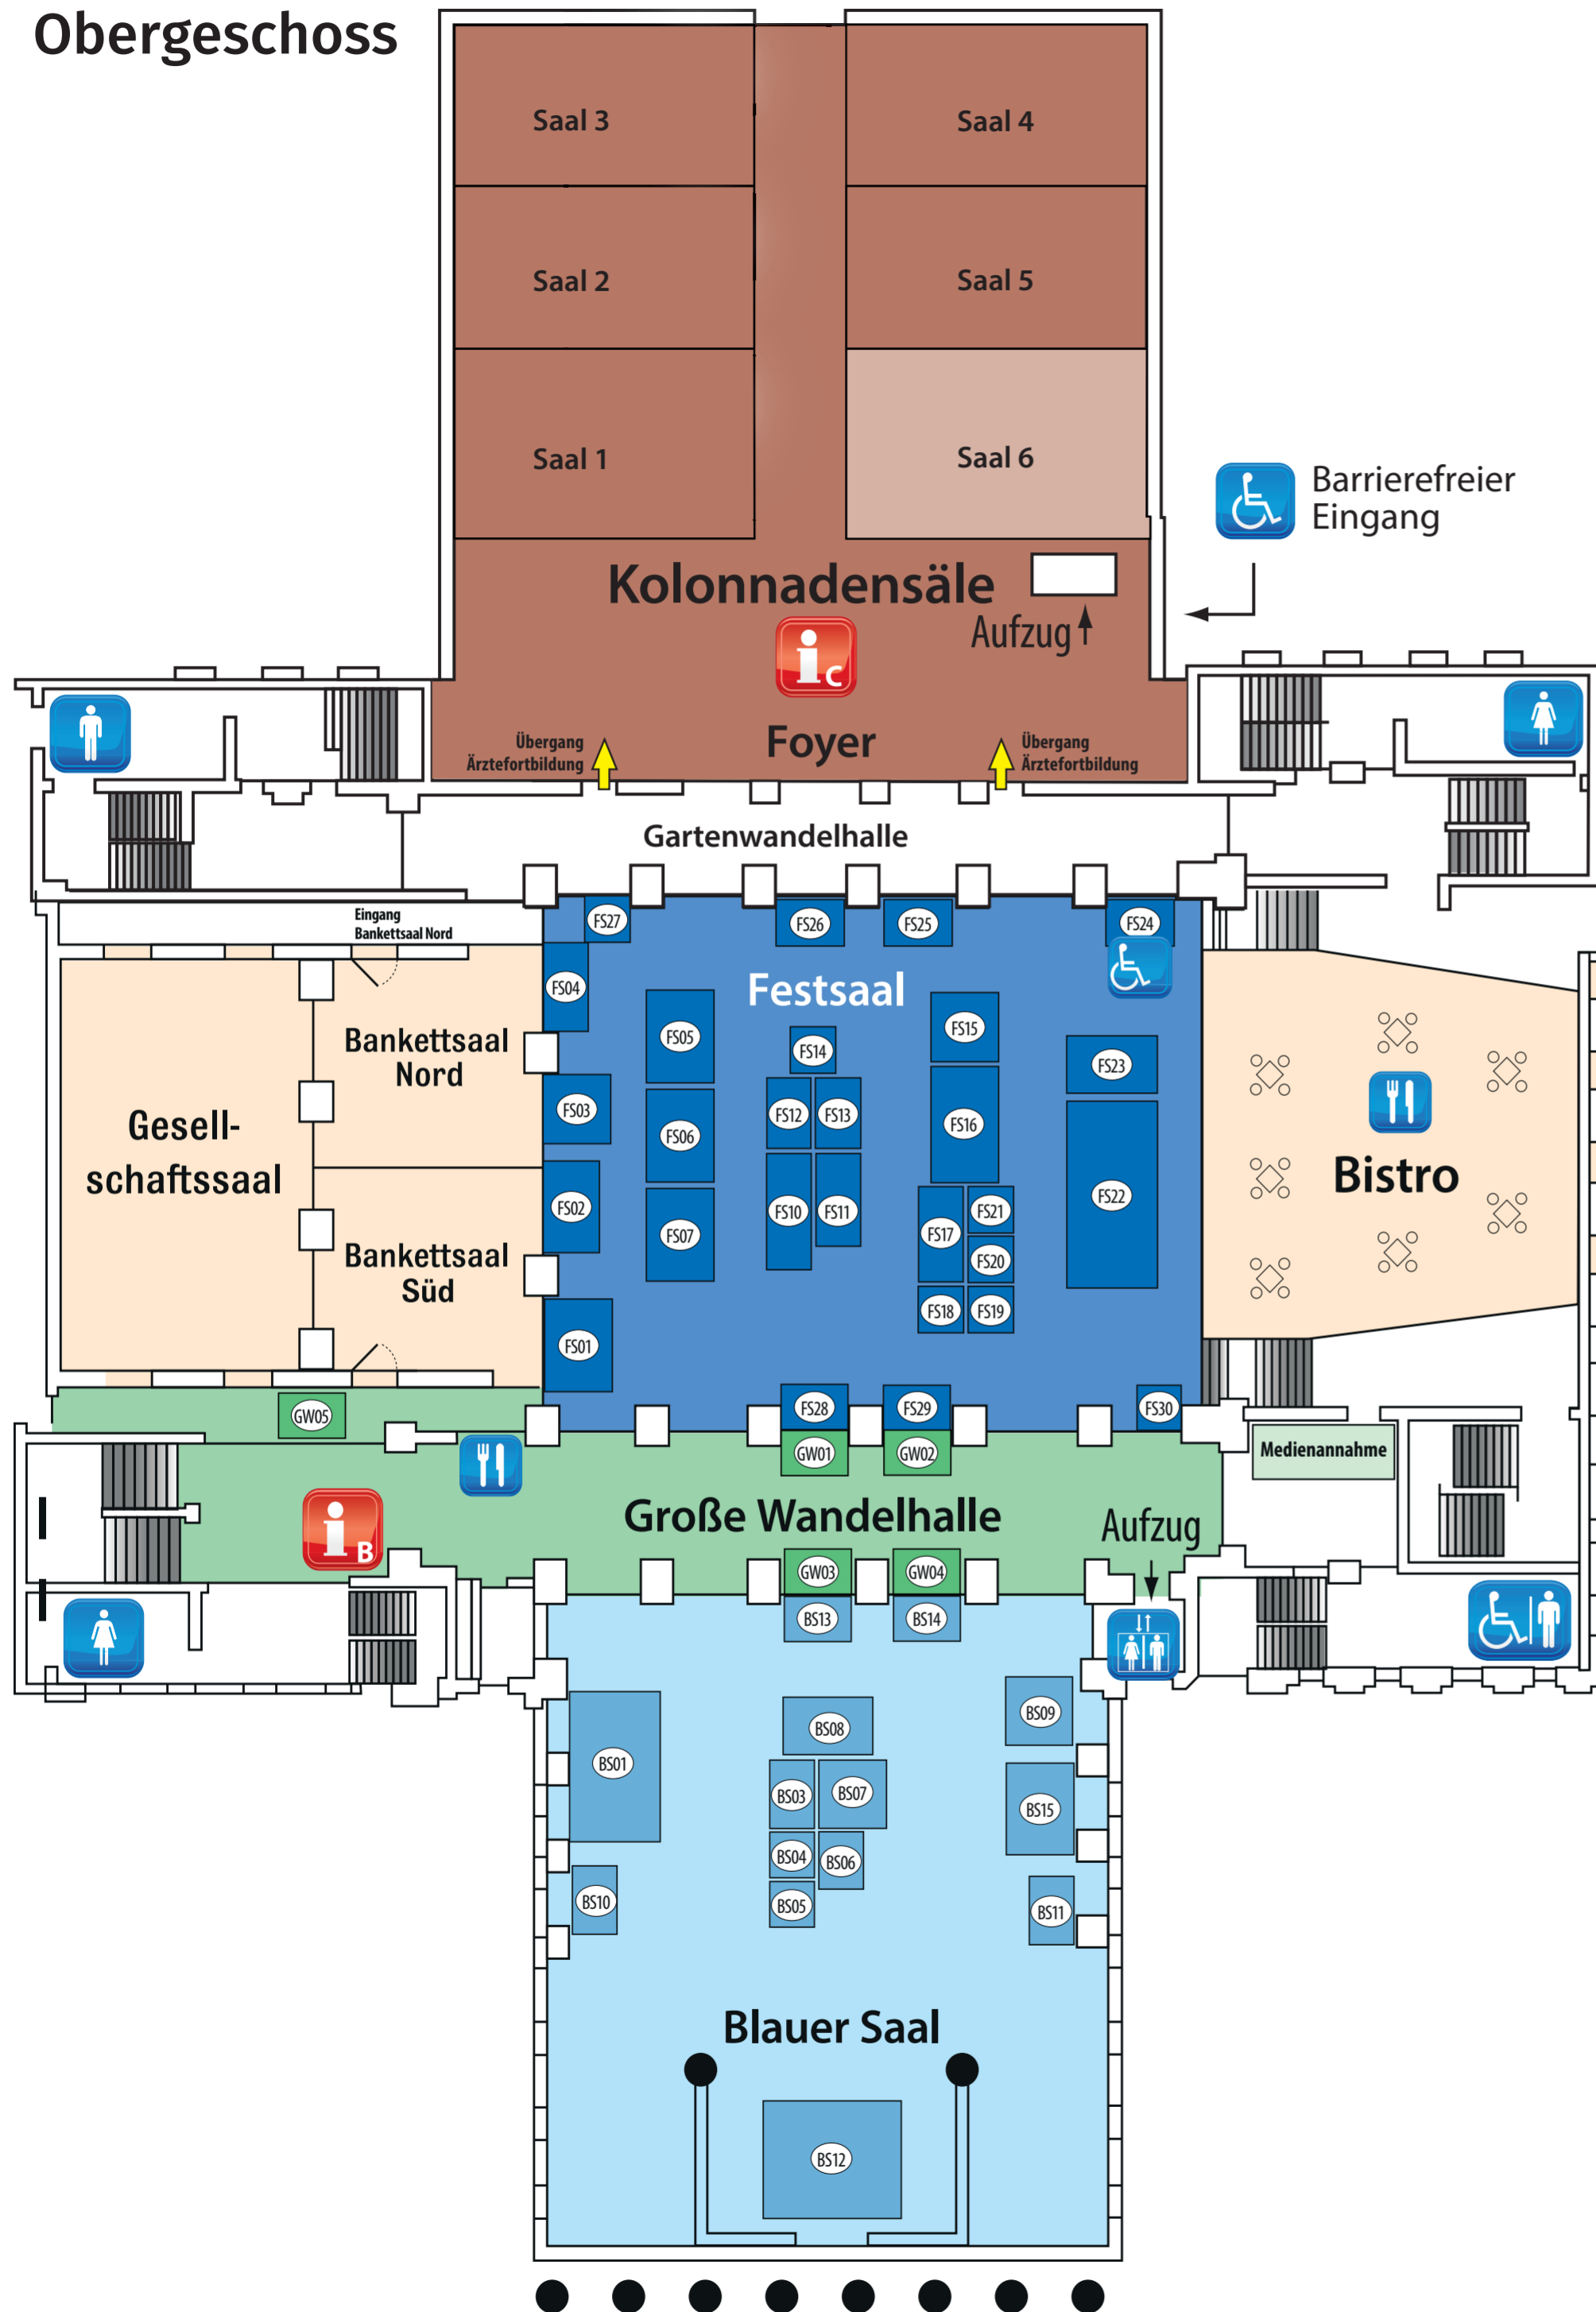 Obergeschoss
Saal 3
Saal 4
Saal 2
Saal 5
Saal 1
Saal 6
Barrierefreier
Eingang
Kolonnadensäle
Aufzug
i C
Foyer
Übergang
Ärztefortbildung
Übergang
Ärztefortbildung
Gartenwandelhalle
Eingang
Bankettsaal Nord
FS27
FS26
FS25
FS24
Festsaal
FS04
FS05
FS14
FS15
FS23
Bankettsaal
Nord
FS03
FS06
FS12
FS13
FS16
Gesell-
schaftssaal
Bistro
FS02
FS07
FS10
FS11
FS17
FS21
FS22
FS20
Bankettsaal
Süd
FS18
FS19
FS01
GW05
FS28
FS29
FS30
GW01
GW02
Medienannahme
Große Wandelhalle
Aufzug
i B
GW03
GW04
BS13
BS14
BS01
BS08
BS09
BS03
BS07
BS15
BS04
BS06
BS10
BS05
BS11
Blauer Saal
BS12